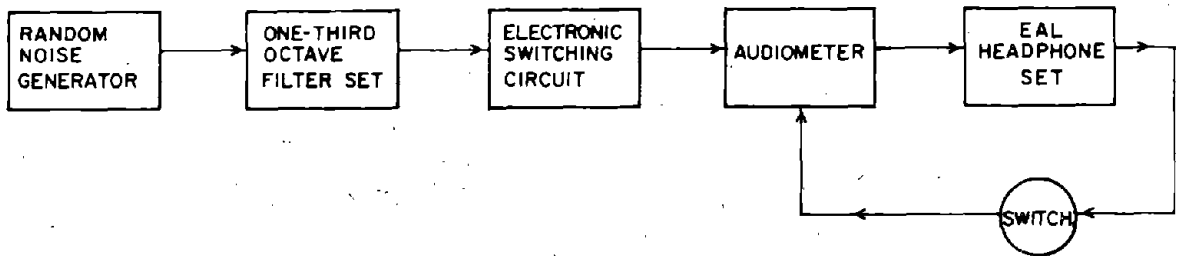 RANDOM
NOISE
GENERATOR
ONE-THIRD
OCTAVE
FILTER SET
ELECTRONIC
SWITCHING
CIRCUIT
AUDIOMETER
EAL
HEADPHONE
SET
SWITCH